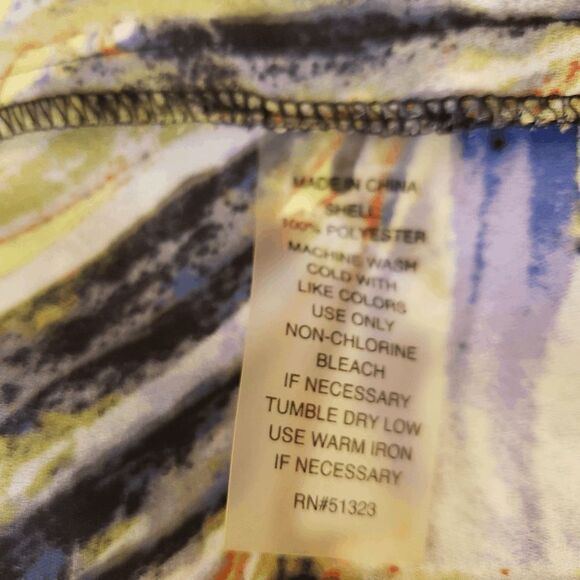 MADE IN CHINA
SHELL
100% POLYESTER
MACHINE WASH
COLD WITH
LIKE COLORS
USE ONLY
NON-CHLORINE
BLEACH
IF NECESSARY
TUMBLE DRY LOW
USE WARM IRON
IF NECESSARY
RN#51323